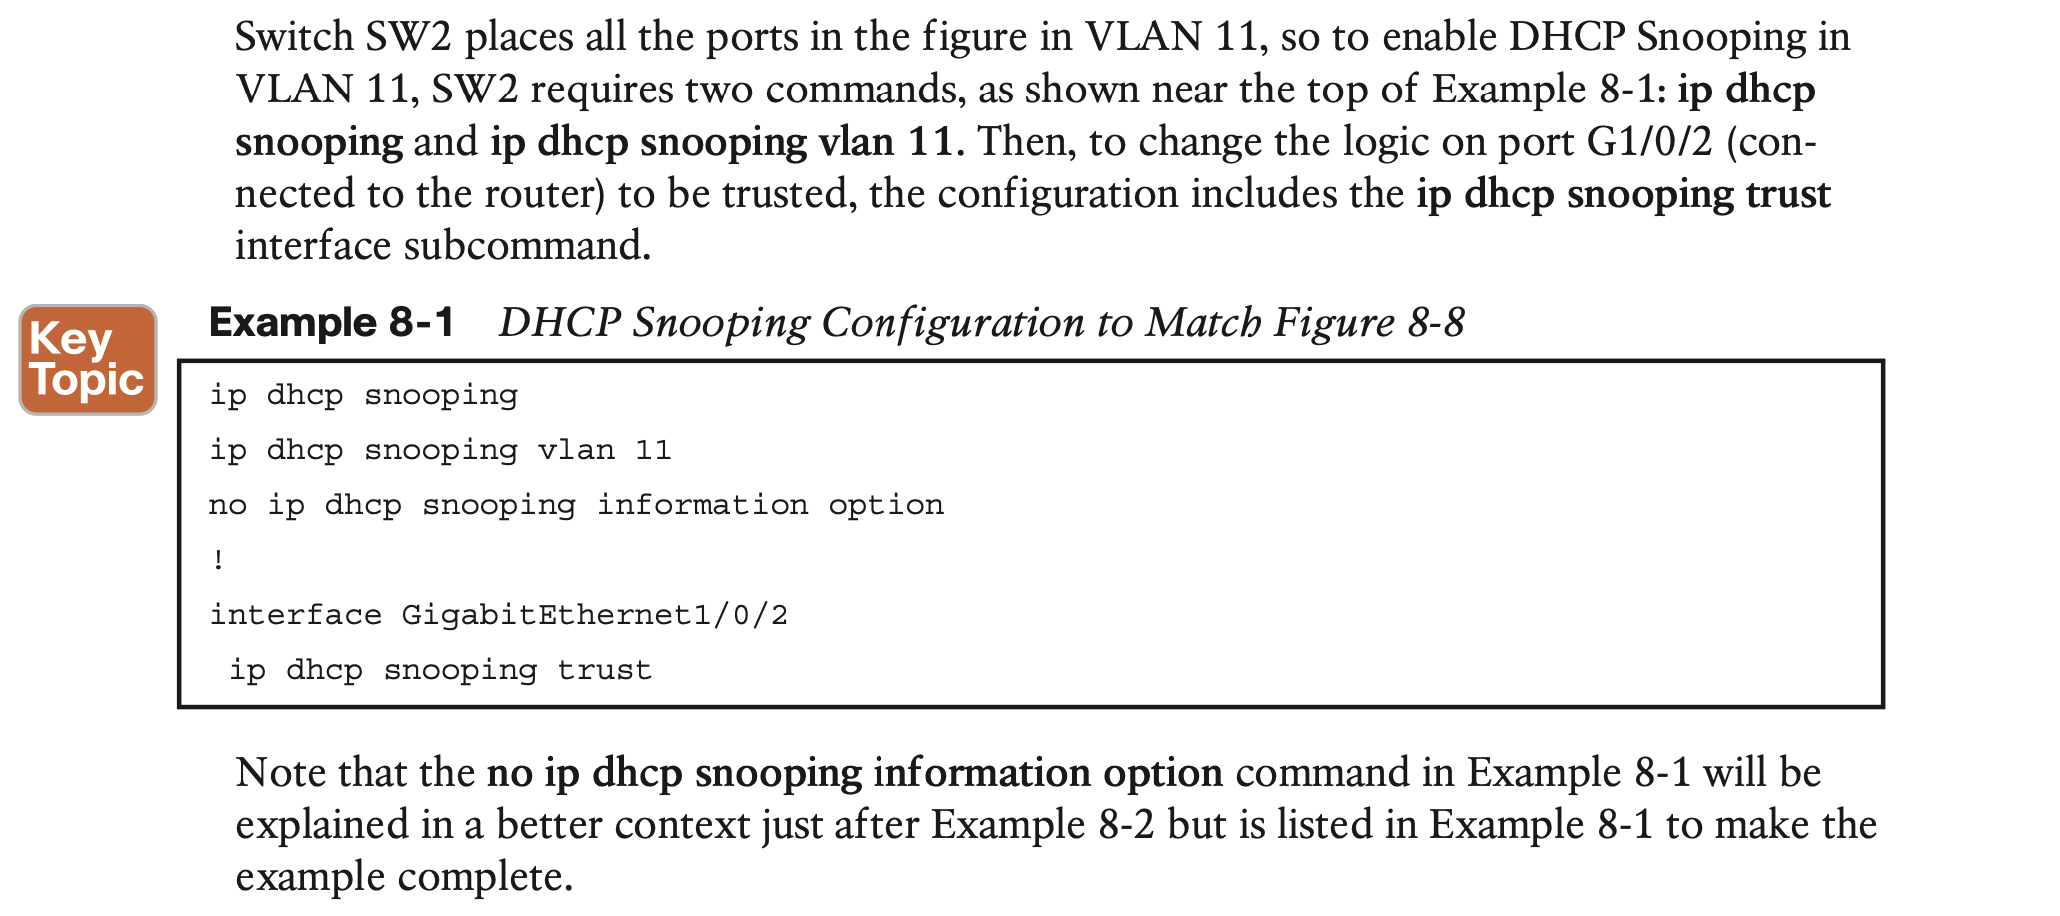 Switch SW2 places all the ports in the figure in VLAN 11, so to enable DHCP Snooping in
VLAN 11, SW2 requires two commands, as shown near the top of Example 8-1: ip dhcp
snooping and ip dhcp snooping vlan 11. Then, to change the logic on port G1/0/2 (con-
nected to the router) to be trusted, the configuration includes the ip dhcp snooping trust
interface subcommand.
Key
Topic
Example 8-1 DHCP Snooping Configuration to Match Figure 8-8
ip dhcp snooping
ip dhcp snooping vlan 11
no ip dhcp snooping information option
!
interface GigabitEthernet1/0/2
 ip dhcp snooping trust
Note that the no ip dhcp snooping information option command in Example 8-1 will be
explained in a better context just after Example 8-2 but is listed in Example 8-1 to make the
example complete.